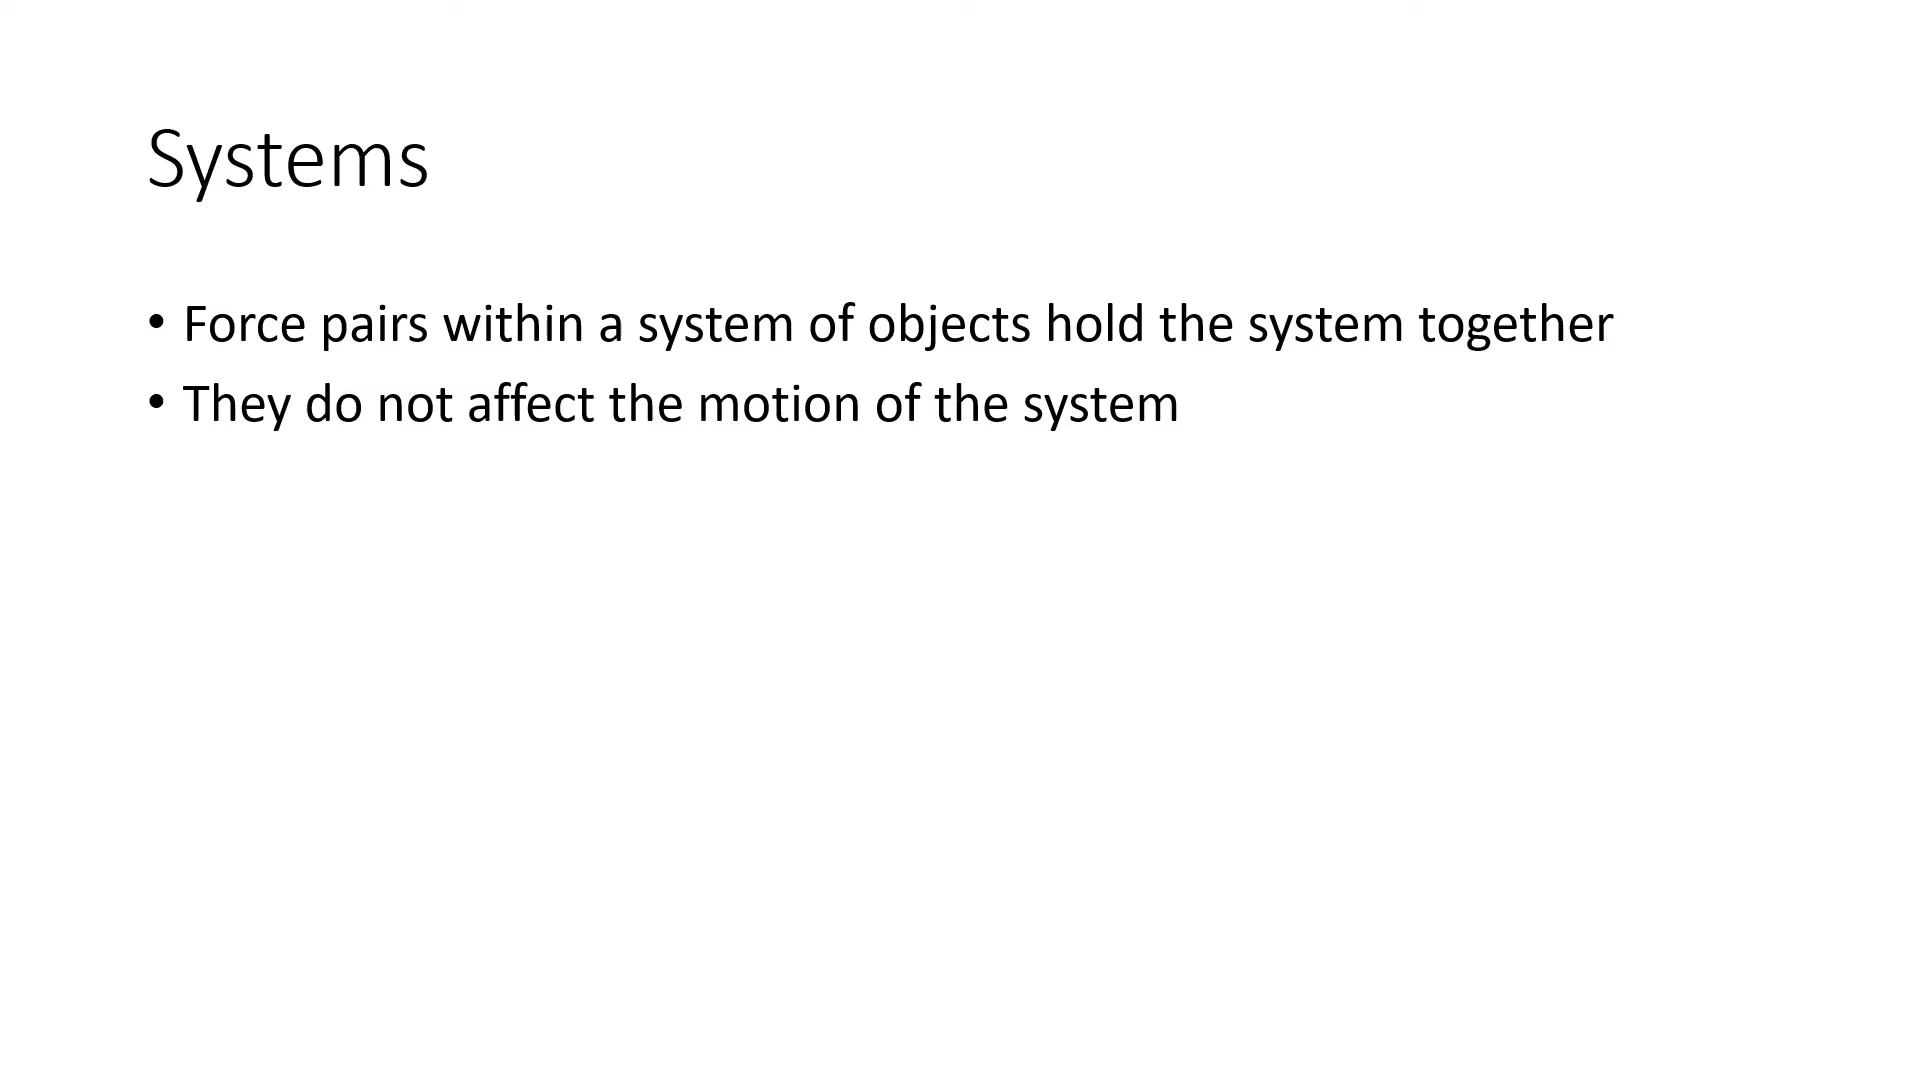 Systems
• Force pairs within a system of objects hold the system together
• They do not affect the motion of the system